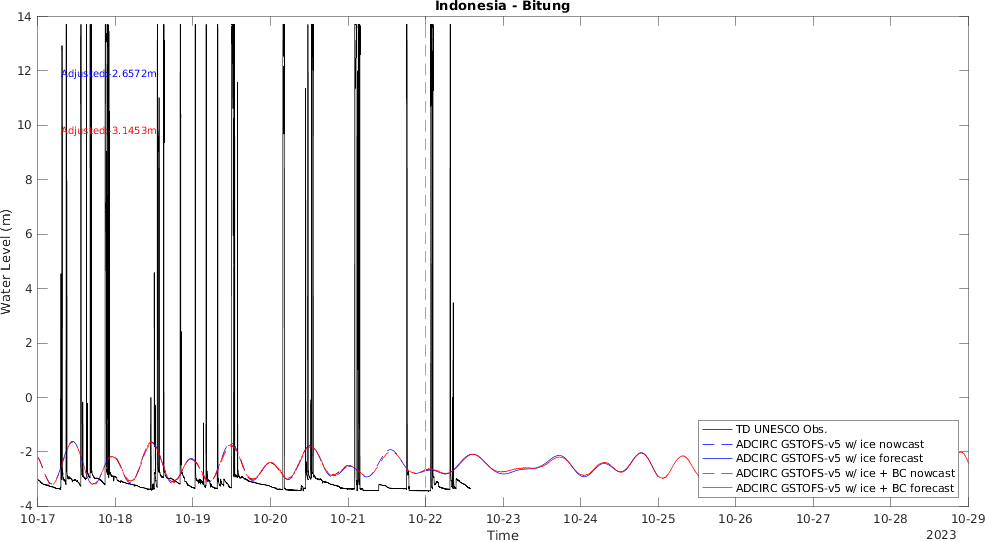 Indonesia - Bitung
14
12
10
8
6
4
2
0
-2
-4
Water Level (m)
Adjusted:-2.6572m
Adjusted:-3.1453m
TD UNESCO Obs.
ADCIRC GSTOFS-v5 w/ ice nowcast
ADCIRC GSTOFS-v5 w/ ice forecast
ADCIRC GSTOFS-v5 w/ ice + BC nowcast
ADCIRC GSTOFS-v5 w/ ice + BC forecast
10-17 10-18 10-19 10-20 10-21 10-22 10-23 10-24 10-25 10-26 10-27 10-28 10-29
Time
2023